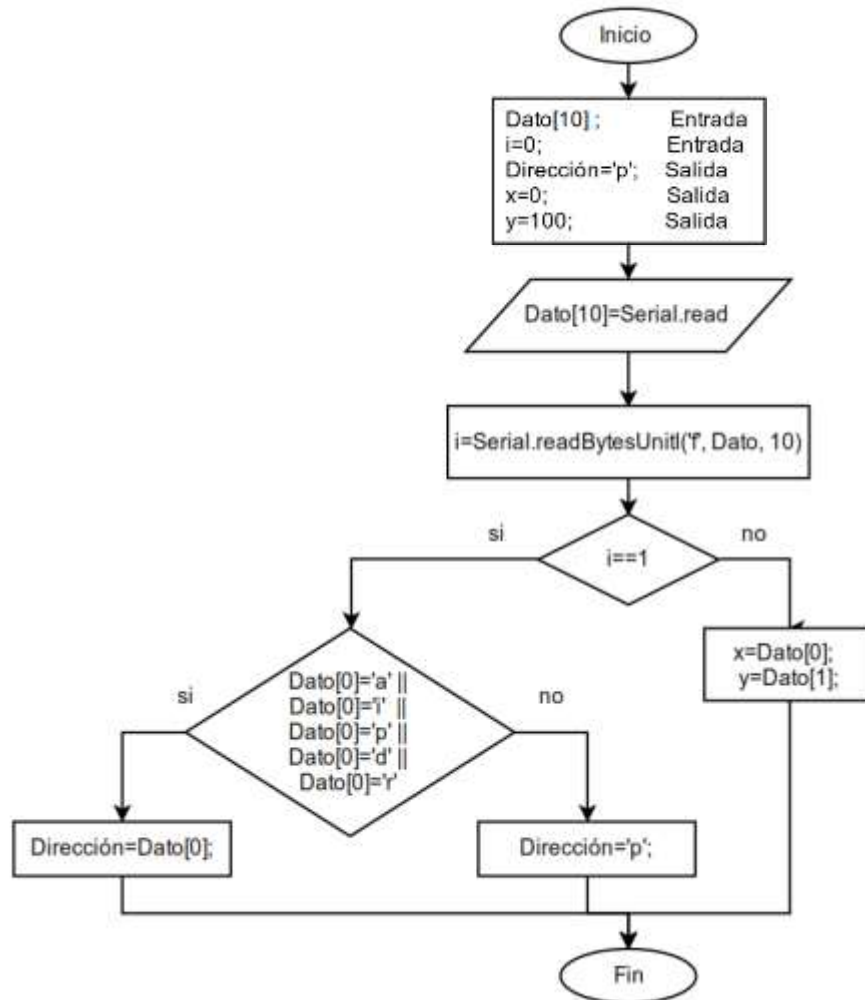 Inicio
Dato[10]; Entrada
i=0; Entrada
Dirección='p'; Salida
x=0; Salida
y=100; Salida
Dato[10]=Serial.read
i=Serial.readBytesUnitl('f', Dato, 10)
si
no
i==1
x=Dato[0];
y=Dato[1];
si
no
Dato[0]='a' ||
Dato[0]='i' ||
Dato[0]='p' ||
Dato[0]='d' ||
Dato[0]='r'
Dirección=Dato[0];
Dirección='p';
Fin